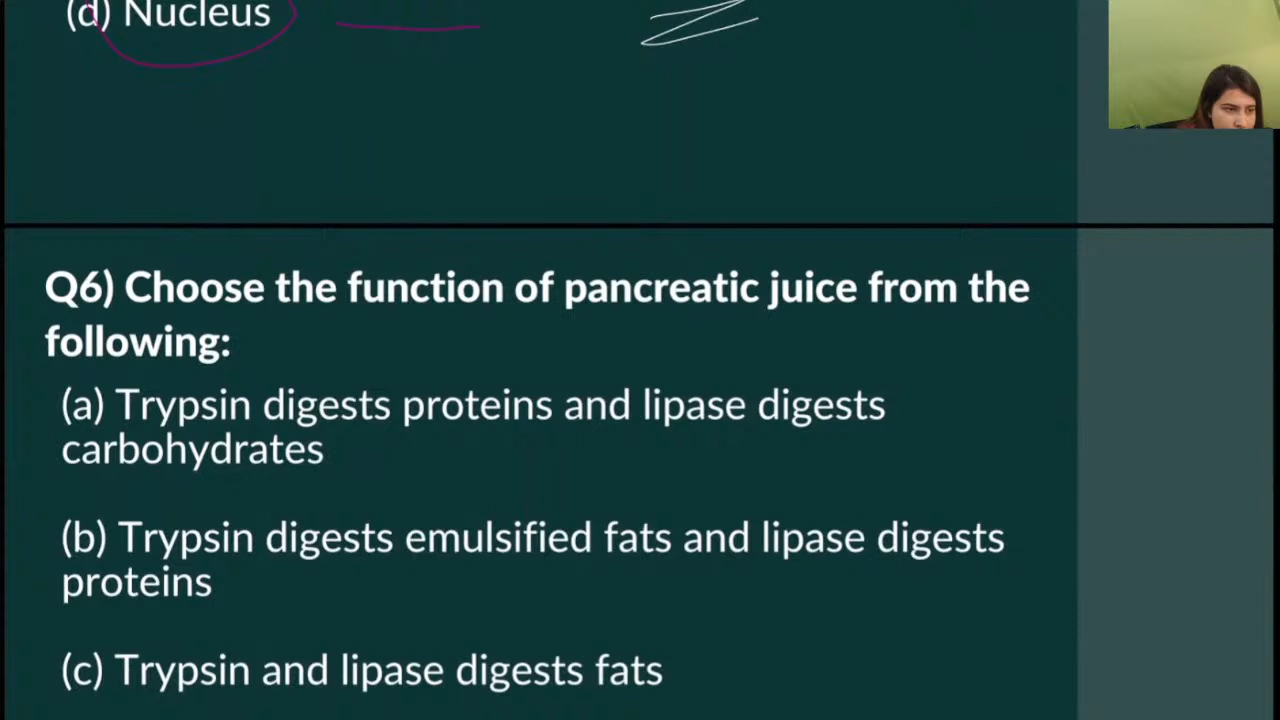 (d) Nucleus
Q6) Choose the function of pancreatic juice from the
following:
(a) Trypsin digests proteins and lipase digests
carbohydrates
(b) Trypsin digests emulsified fats and lipase digests
proteins
(c) Trypsin and lipase digests fats